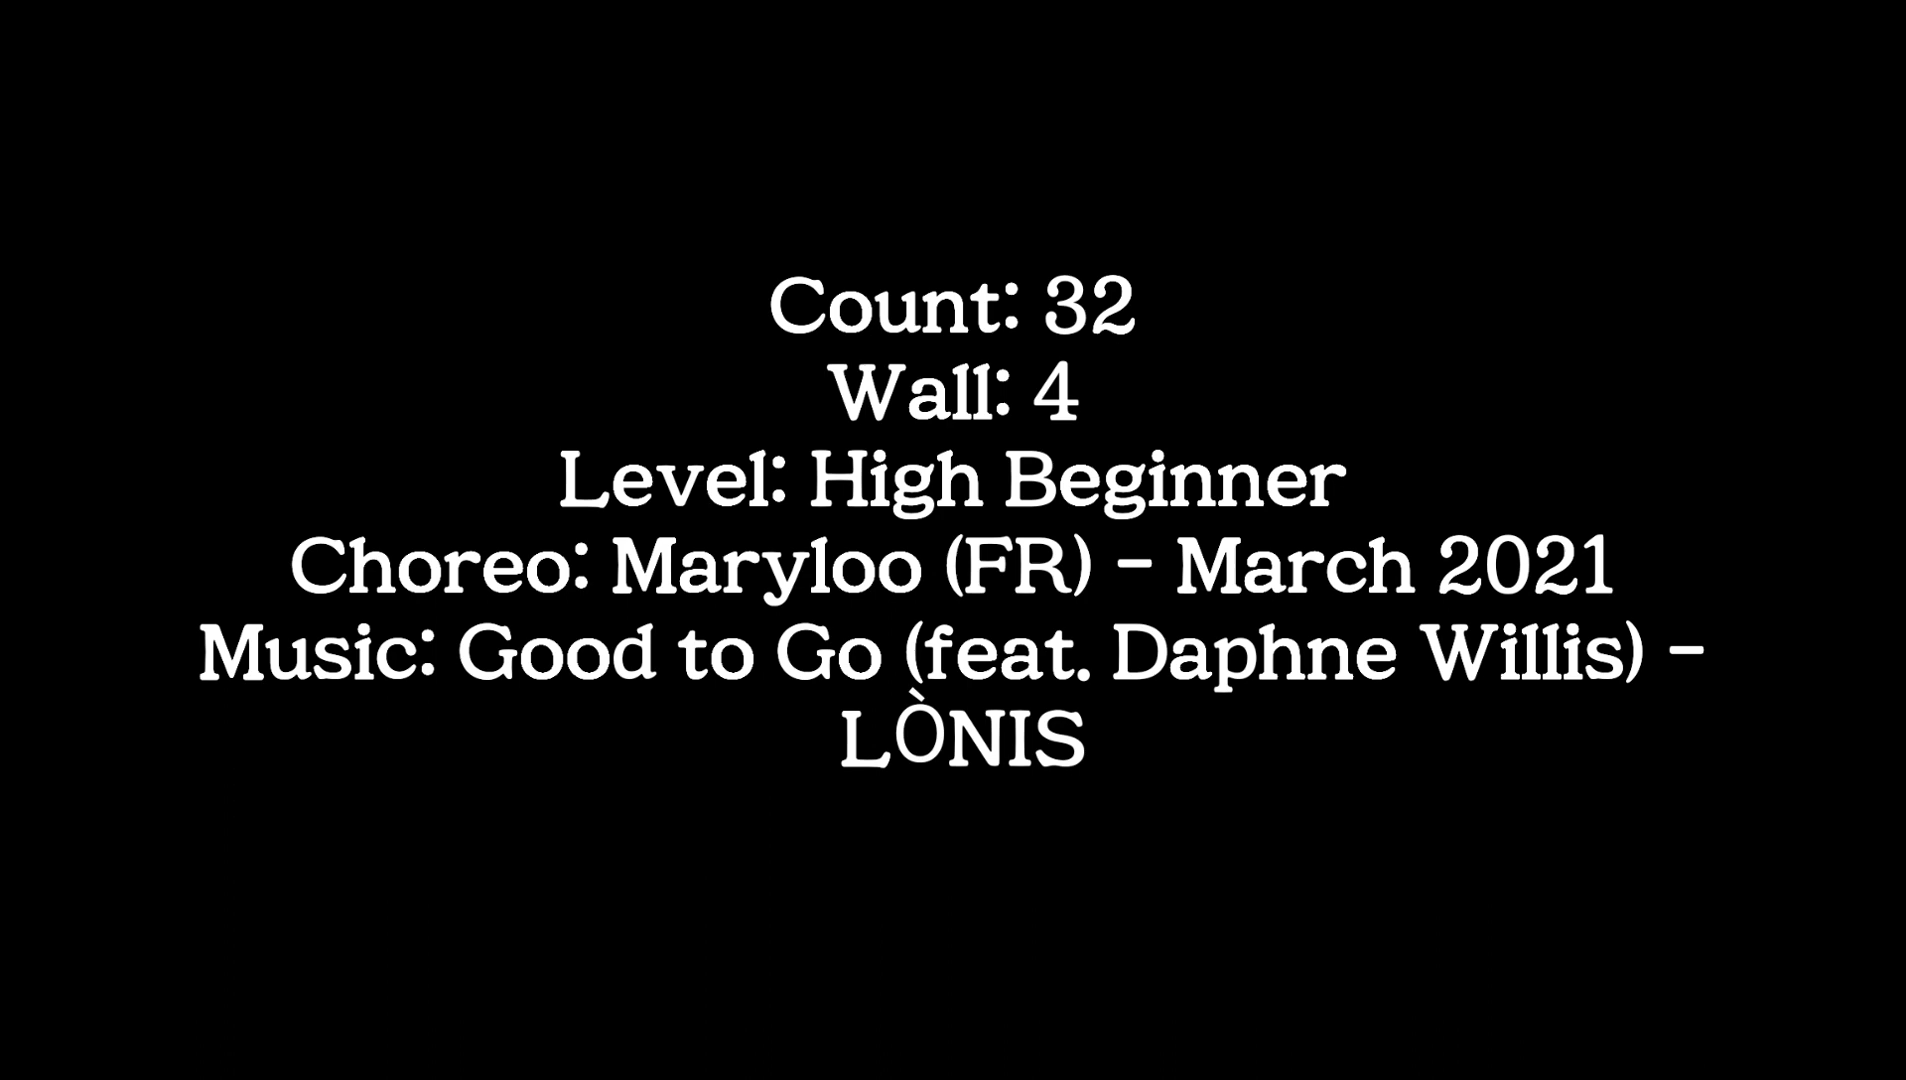 Count: 32
Wall: 4
Level: High Beginner
Choreo: Maryloo (FR) - March 2021
Music: Good to Go (feat. Daphne Willis) -
LÒNIS